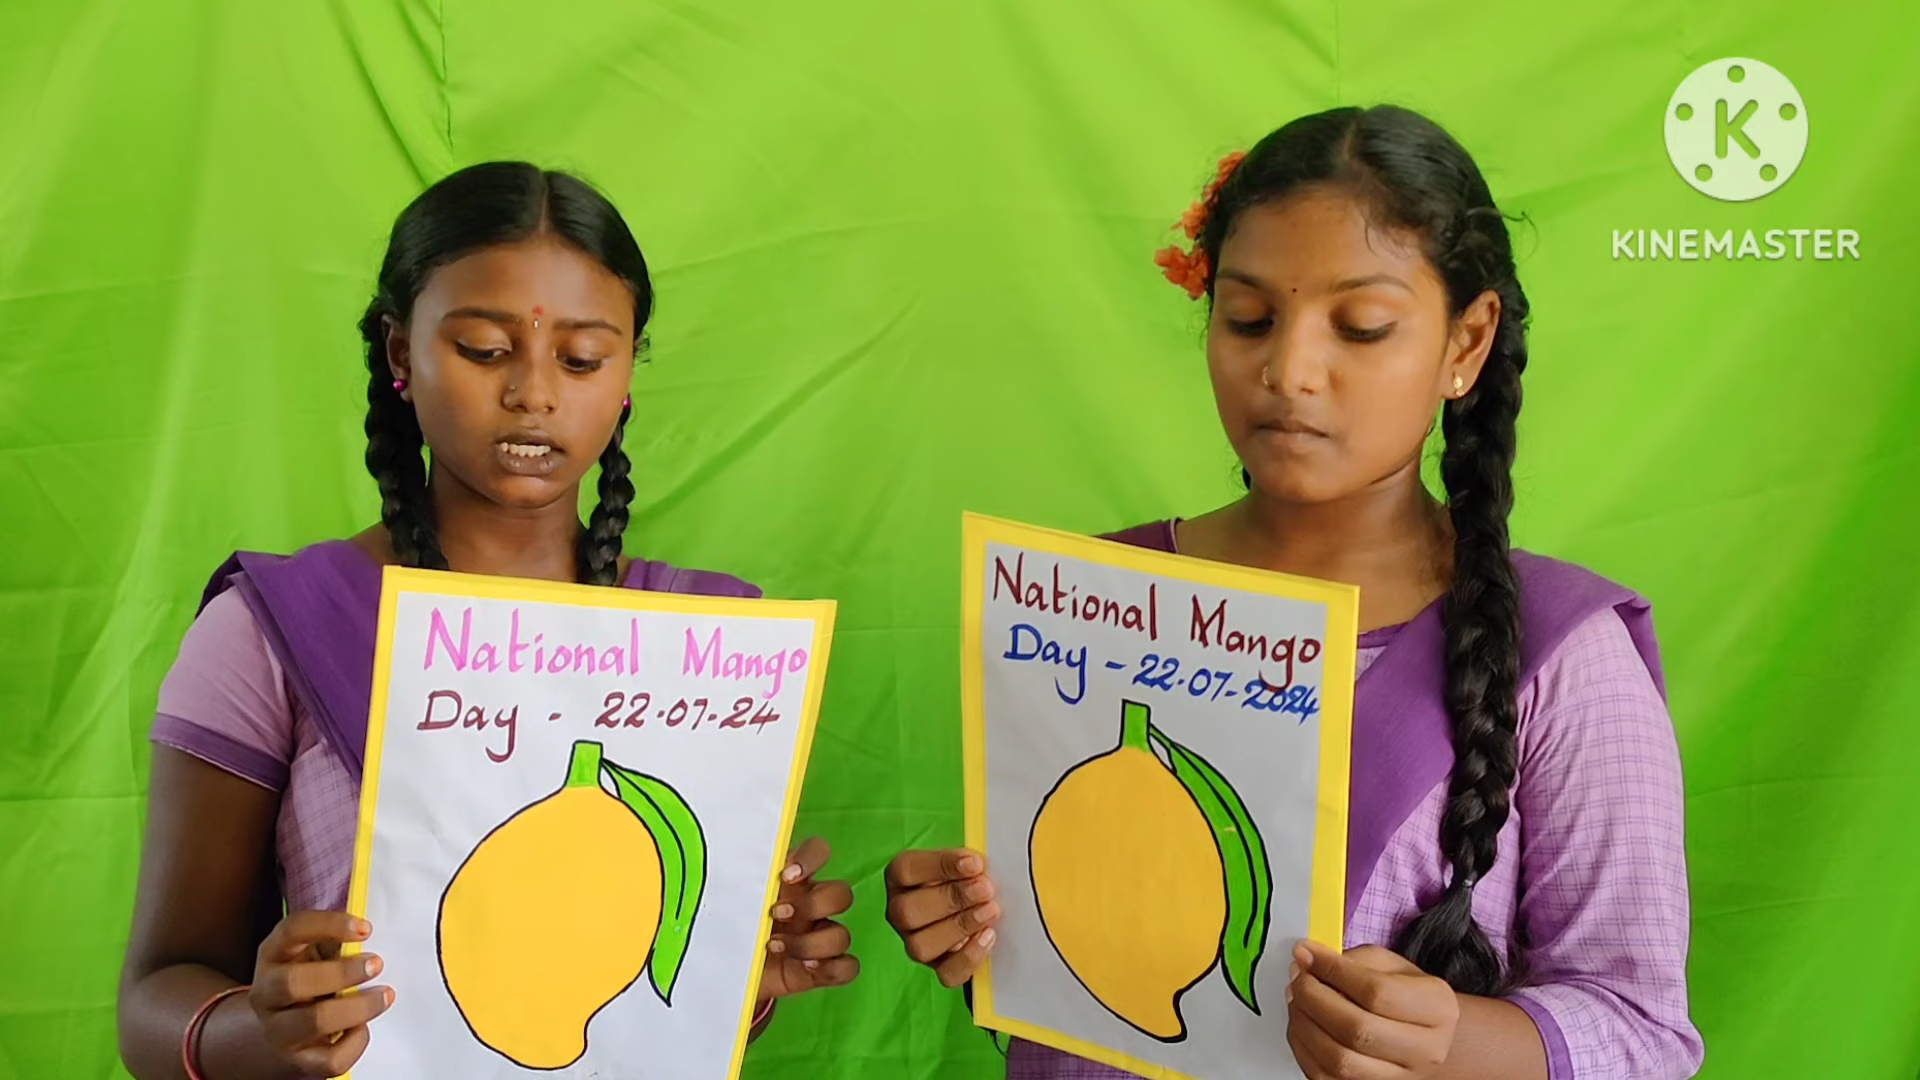 National Mango
Day - 22.07.24
National Mango
Day - 22.07-2024
K
KINEMASTER